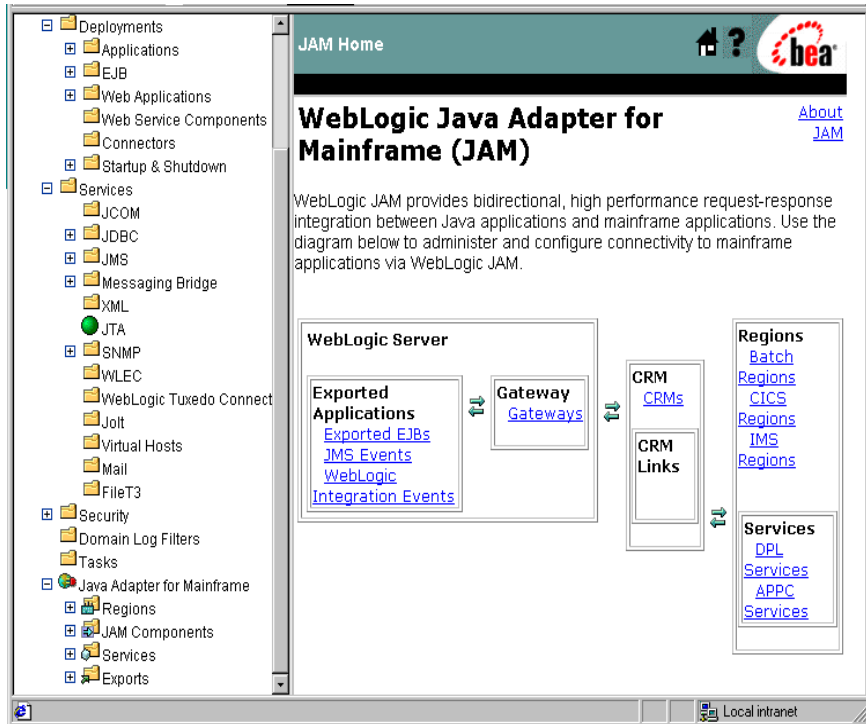 Deployments
Applications
EJB
Web Applications
Web Service Components
Connectors
Startup & Shutdown
Services
JCOM
JDBC
JMS
Messaging Bridge
XML
JTA
SNMP
WLEC
WebLogic Tuedo Connect
Jolt
Virtual Hosts
Mail
FileT3
Security
Domain Log Filters
Tasks
Java Adapter for Mainframe
Regions
JAM Components
Services
Exports
JAM Home
?
bea
WebLogic Java Adapter for
Mainframe (JAM)
About
JAM
WebLogic JAM provides bidirectional, high performance request-response
integration between Java applications and mainframe applications. Use the
diagram below to administer and configure connectivity to mainframe
applications via WebLogic JAM.
WebLogic Server
Exported
Applications
Exported EJBs
JMS Events
WebLogic
Integration Events
Gateway
Gateways
CRM
CRMs
CRM
Links
Regions
Batch
Regions
CICS
Regions
IMS
Regions
Services
DPL
Services
APPC
Services
Local intranet